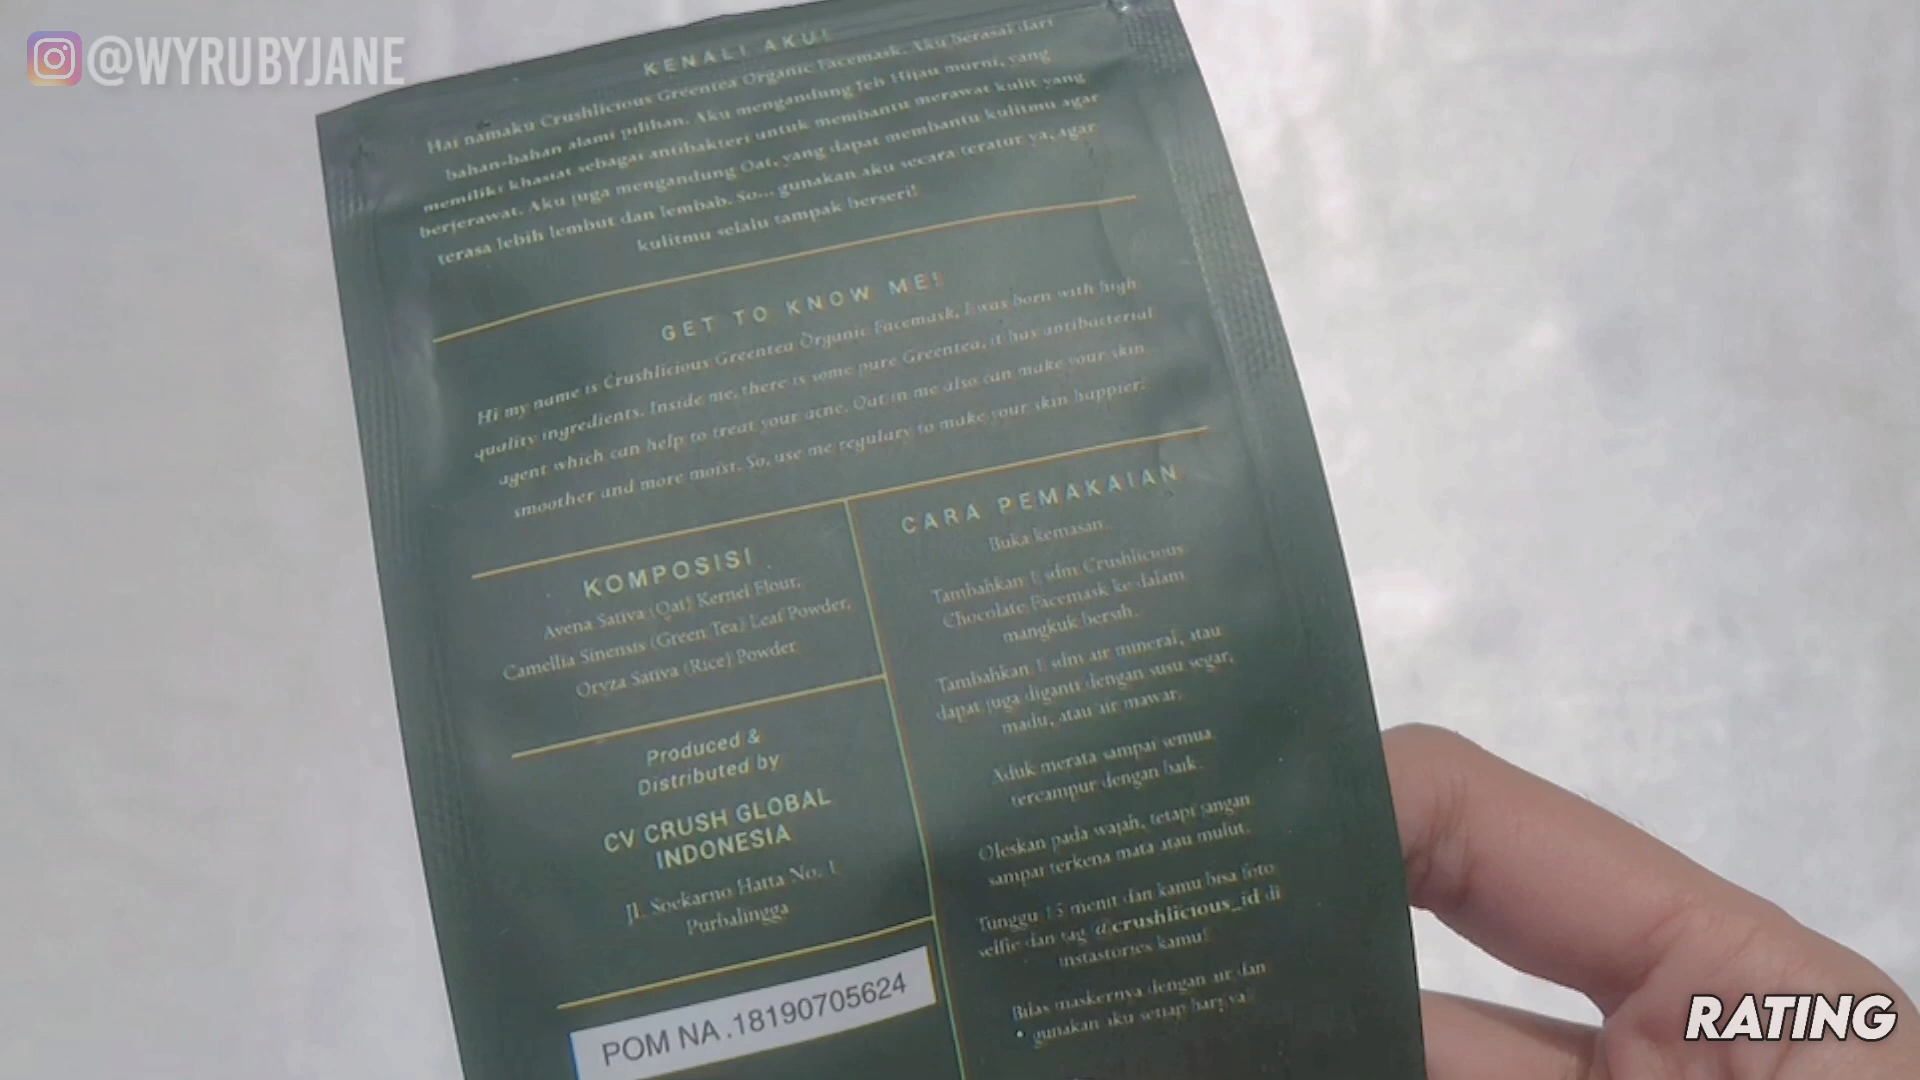 @WYRUBYJANE
KENALI AKU!
Hai namaku Crushlicious Greentea Organic Facemask. Aku berasal dari
bahan-bahan alami pilihan. Aku mengandung Teh Hijau murni, yang
memiliki khasiat sebagai antibakteri untuk membantu merawat kulit yang
berjerawat. Aku juga mengandung Oat, yang dapat membantu kulitmu agar
terasa lebih lembut dan lembab. So... gunakan aku secara teratur ya, agar
kulitmu selalu tampak berseri!
GET TO KNOW ME!
Hi my name is Crushlicious Greentea Organic Facemask, I was born with high
quality ingredients. Inside me, there is some pure Greentea, it has antibacterial
agent which can help to treat your acne. Oat in me also can make your skin
smoother and more moist. So, use me regulary to make your skin happier!
KOMPOSISI
Avena Sativa (Oat) Kernel Flour,
Camellia Sinensis (Green Tea) Leaf Powder,
Oryza Sativa (Rice) Powder
Produced &
Distributed by
CV CRUSH GLOBAL
INDONESIA
Jl. Soekarno Hatta No. 1
Purbalingga
POM NA .18190705624
CARA PEMAKAIAN
Buka kemasan.
Tambahkan 1 sdm Crushlicious
Chocolate Facemask ke dalam
mangkuk bersih.
Tambahkan 1 sdm air mineral, atau
dapat juga diganti dengan susu segar,
madu, atau air mawar.
Aduk merata sampai semua
tercampur dengan baik.
Oleskan pada wajah, tetapi jangan
sampai terkena mata atau mulut.
Tunggu 15 menit dan kamu bisa foto
selfie dan tag @crushlicious_id di
instastories kamu!
Bilas maskernya dengan air dan
• gunakan aku setiap hari ya!
RATING